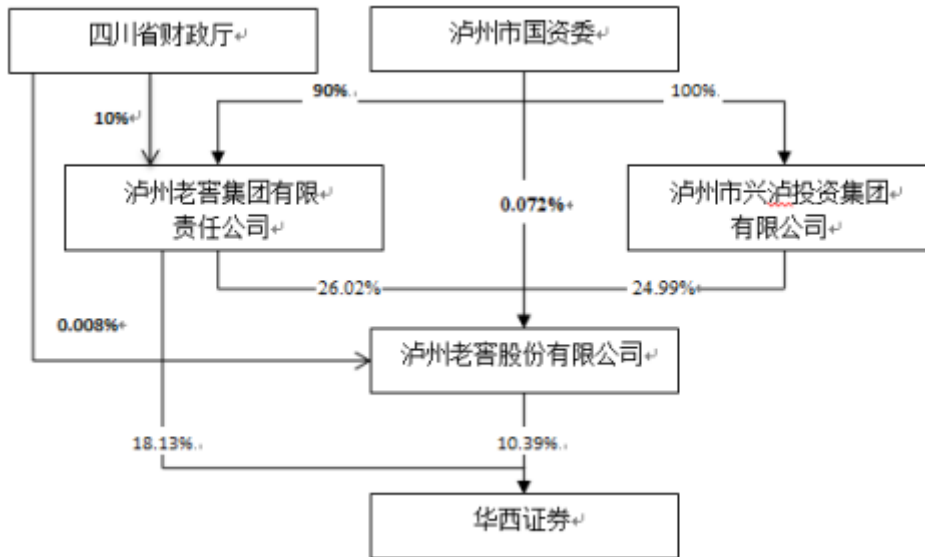 四川省财政厅
泸州市国资委
90%
100%
10%
泸州老窖集团有限
责任公司
0.072%
泸州市兴泸投资集团
有限公司
26.02%
24.99%
0.008%
泸州老窖股份有限公司
18.13%
10.39%
华西证券